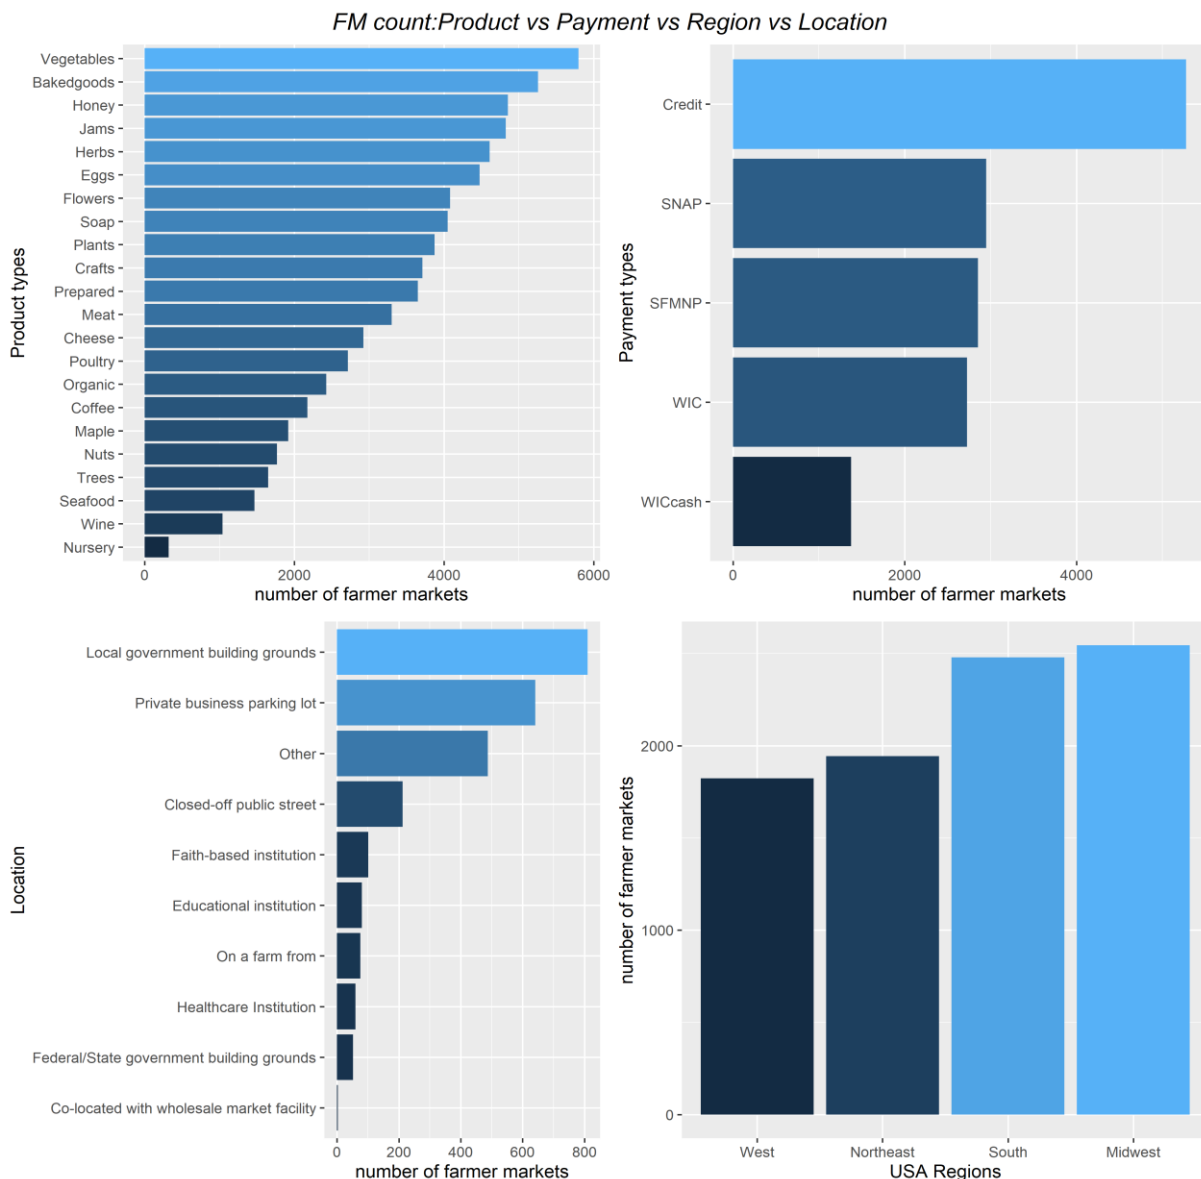 FM count:Product vs Payment vs Region vs Location
Product types
Vegetables
Bakedgoods
Honey
Jams
Herbs
Eggs
Flowers
Soap
Plants
Crafts
Prepared
Meat
Cheese
Poultry
Organic
Coffee
Maple
Nuts
Trees
Seafood
Wine
Nursery
0 2000 4000 6000
number of farmer markets
Payment types
Credit
SNAP
SFMNP
WIC
WICcash
0 2000 4000
number of farmer markets
Location
Local government building grounds
Private business parking lot
Other
Closed-off public street
Faith-based institution
Educational institution
On a farm from
Healthcare Institution
Federal/State government building grounds
Co-located with wholesale market facility
0 200 400 600 800
number of farmer markets
number of farmer markets
2000
1000
0
West Northeast South Midwest
USA Regions